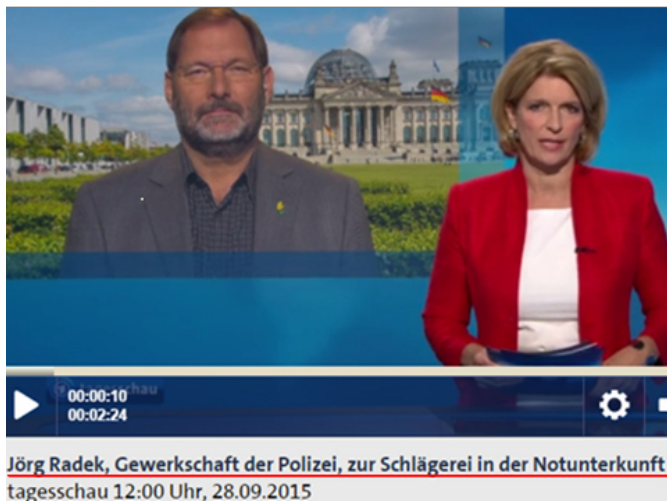 tagesschau
00:00:10
00:02:24
Jörg Radek, Gewerkschaft der Polizei, zur Schlägerei in der Notunterkunft
tagesschau 12:00 Uhr, 28.09.2015